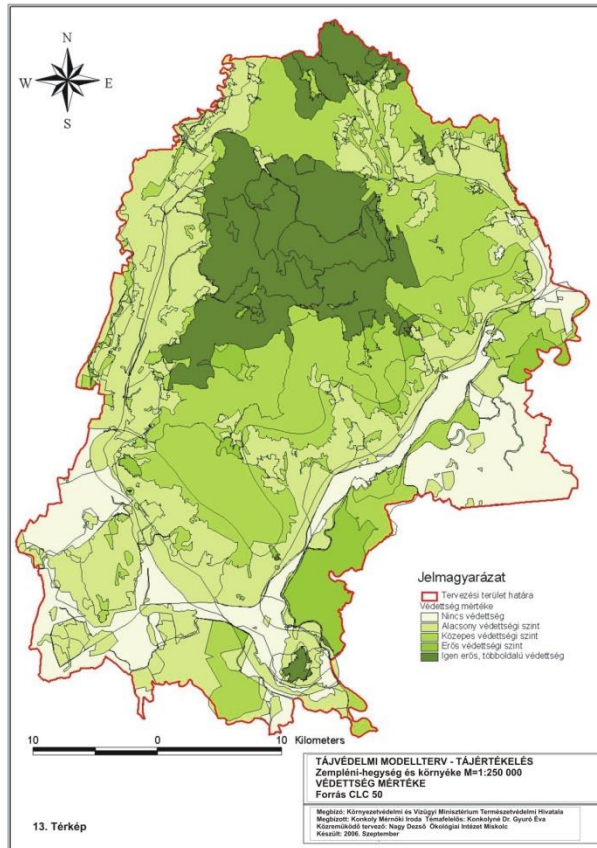 N
W E
S
Jelmagyarázat
Tervezési terület határa
Védettség mértéke
Nincs védettség
Alacsony védettségi szint
Közepes védettségi szint
Erős védettségi szint
Igen erős, többoldalú védettség
10 0 10 Kilometers
TÁJVÉDELMI MODELLTERV - TÁJÉRTÉKELÉS
Zempléni-hegység és környéke M=1:250 000
VÉDETTSÉG MÉRTÉKE
Forrás CLC 50
Megbízó: Környezetvédelmi és Vízügyi Minisztérium Természetvédelmi Hivatala
Megbízott: Konkoly Mérnöki Iroda Témafelelős: Konkolyné Dr. Gyuró Éva
Közreműködő tervező: Nagy Dezső Ökológiai Intézet Miskolc
Készült: 2006. Szeptember
13. Térkép